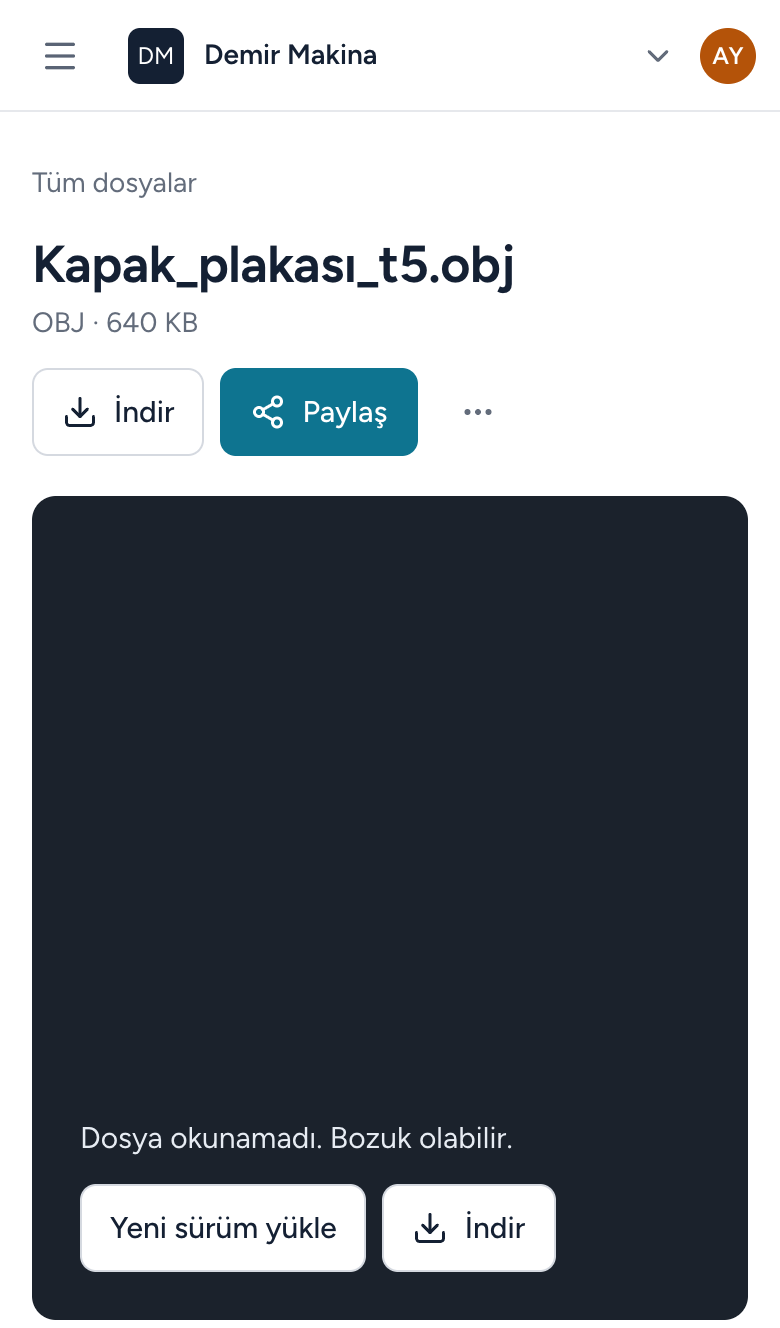 DM Demir Makina AY
Tüm dosyalar
Kapak_plakası_t5.obj
OBJ · 640 KB
İndir Paylaş
Dosya okunamadı. Bozuk olabilir.
Yeni sürüm yükle İndir